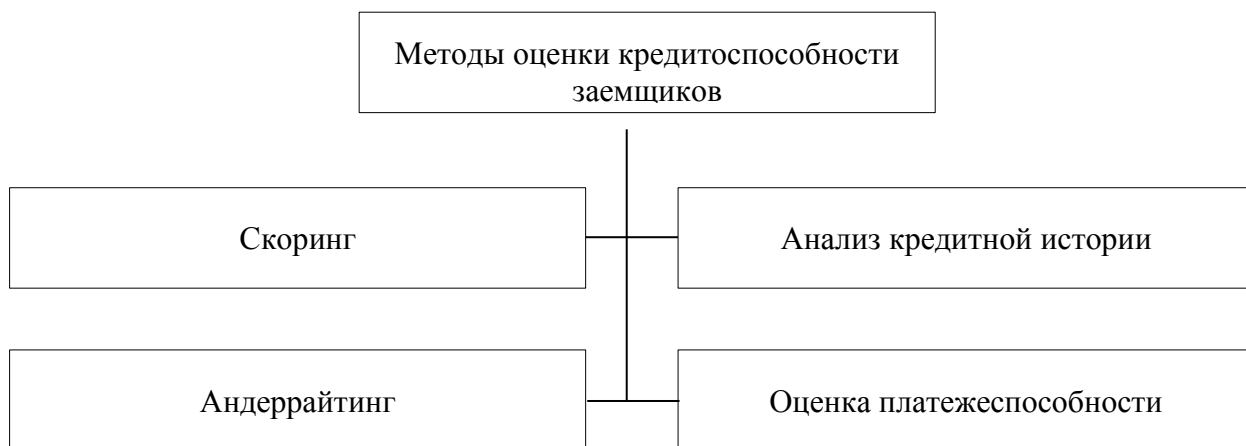 Методы оценки кредитоспособности
заемщиков
Скоринг
Анализ кредитной истории
Андеррайтинг
Оценка платежеспособности